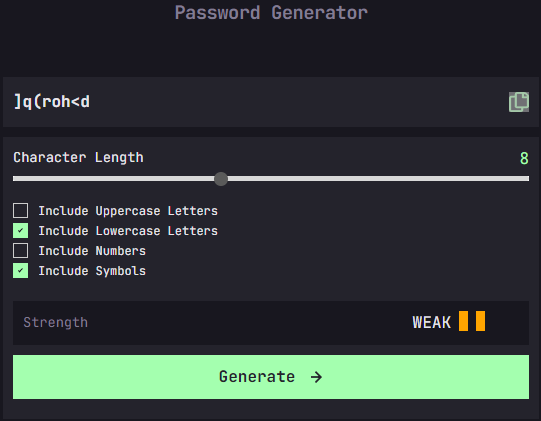 Password Generator
]q(roh<d
Character Length 8
Include Uppercase Letters
Include Lowercase Letters
Include Numbers
Include Symbols
Strength WEAK
Generate →